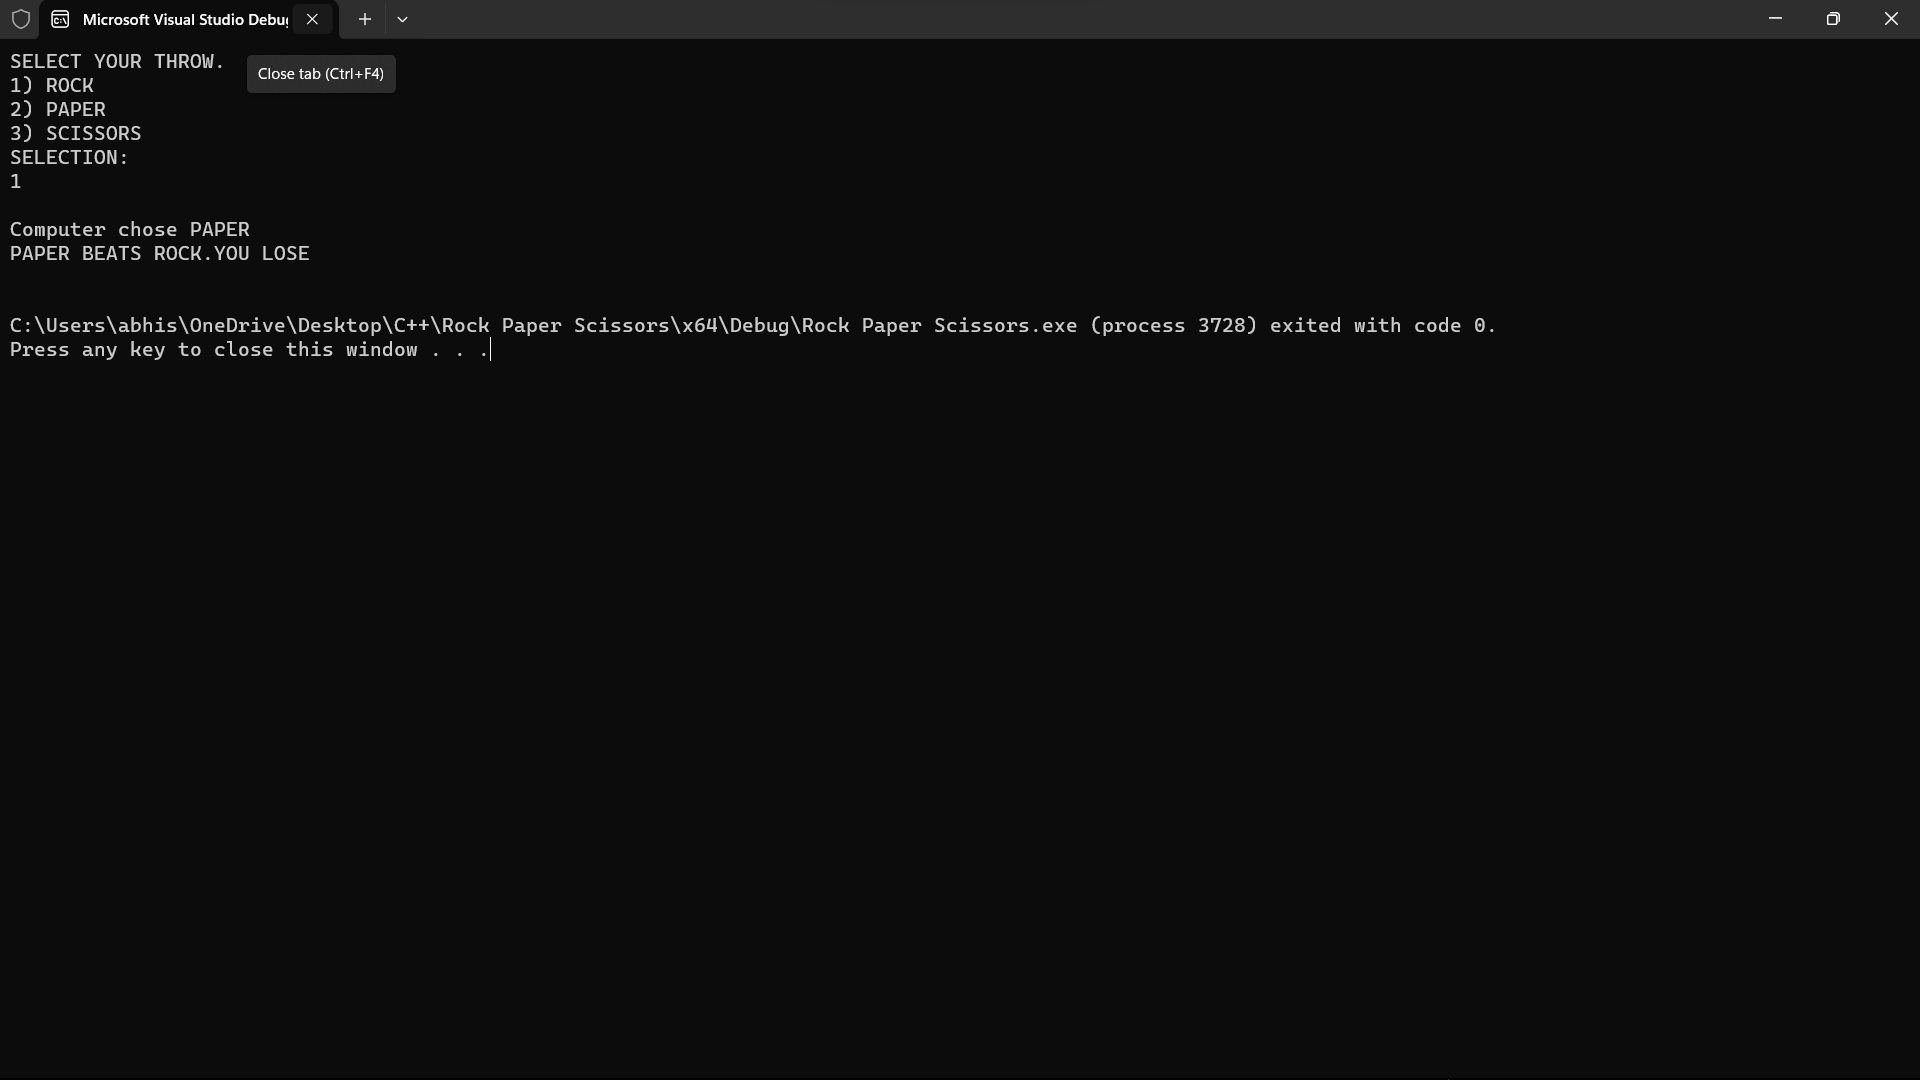 Microsoft Visual Studio Debug
SELECT YOUR THROW.
Close tab (Ctrl+F4)
1) ROCK
2) PAPER
3) SCISSORS
SELECTION:
1
Computer chose PAPER
PAPER BEATS ROCK.YOU LOSE
C:\Users\abhis\OneDrive\Desktop\C++\Rock Paper Scissors\x64\Debug\Rock Paper Scissors.exe (process 3728) exited with code 0.
Press any key to close this window . . .